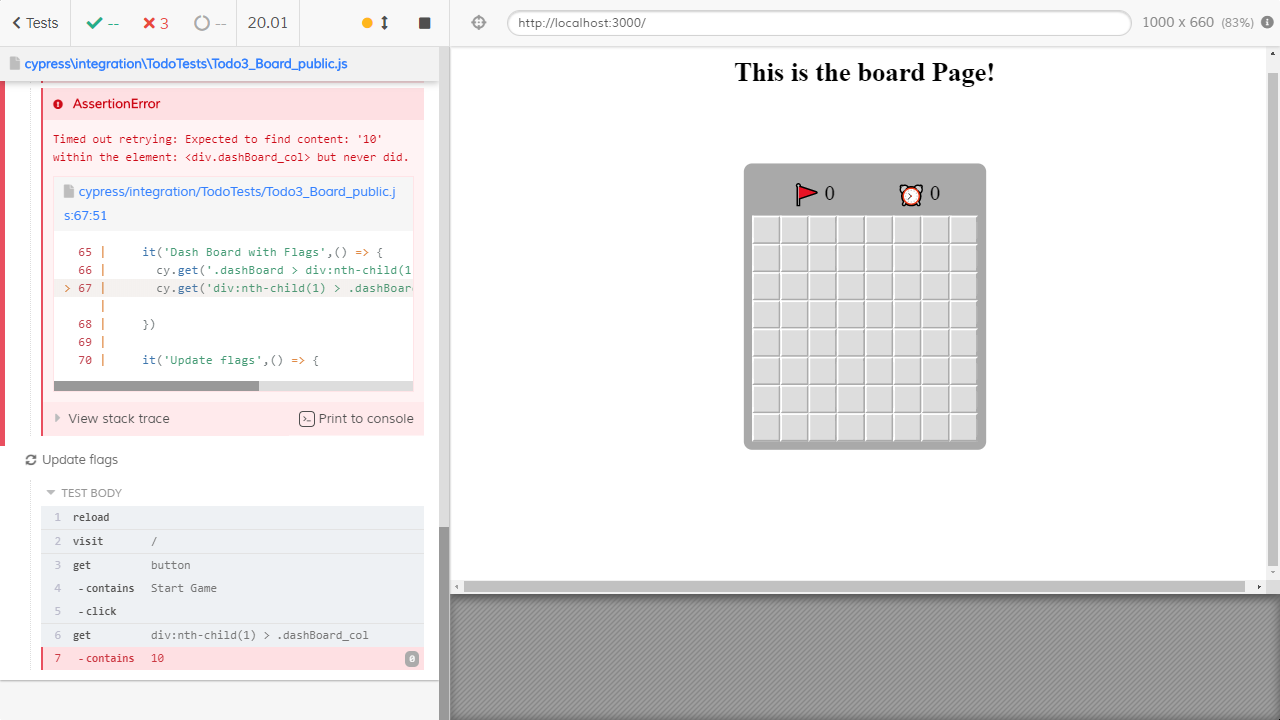 Tests
--
3
--
20.01
http://localhost:3000/
1000 x 660 (83%)
cypress\integration\TodoTests\Todo3_Board_public.js
AssertionError
Timed out retrying: Expected to find content: '10'
within the element: <div.dashBoard_col> but never did.
cypress/integration/TodoTests/Todo3_Board_public.j
s:67:51
65 | it('Dash Board with Flags',() => {
66 | cy.get('.dashBoard > div:nth-child(1
> 67 | cy.get('div:nth-child(1) > .dashBoar
|
68 | })
69 |
70 | it('Update flags',() => {
View stack trace
Print to console
Update flags
TEST BODY
1 reload
2 visit /
3 get button
4 -contains Start Game
5 -click
6 get div:nth-child(1) > .dashBoard_col
7 -contains 10 0
This is the board Page!
0 0